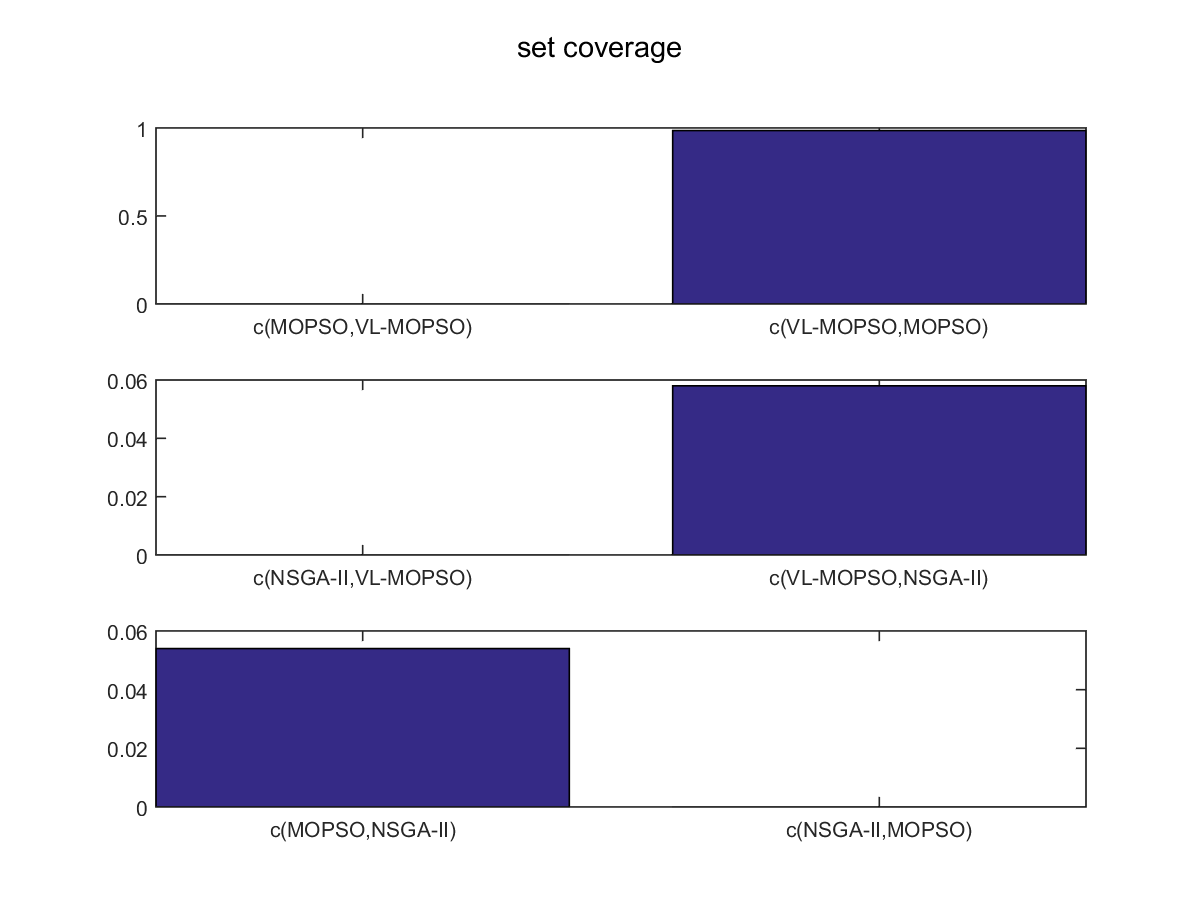 set coverage
1
0.5
0
c(MOPSO,VL-MOPSO) c(VL-MOPSO,MOPSO)
0.06
0.04
0.02
0
c(NSGA-II,VL-MOPSO) c(VL-MOPSO,NSGA-II)
0.06
0.04
0.02
0
c(MOPSO,NSGA-II) c(NSGA-II,MOPSO)